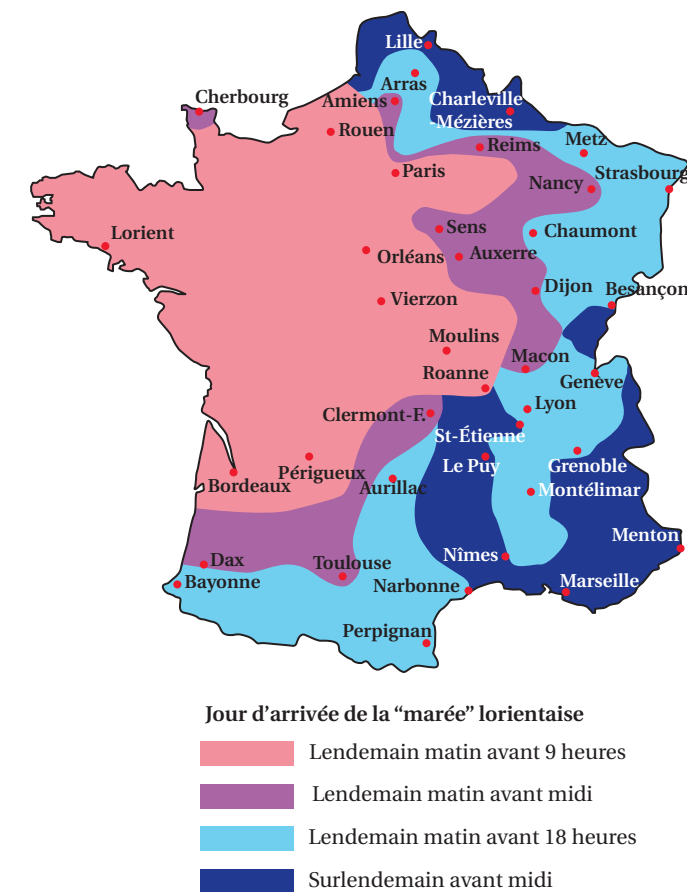 Lille
Arras
Cherbourg
Amiens
Charleville
-Mézières
Rouen
Reims
Metz
Paris
Nancy
Strasbourg
Lorient
Sens
Chaumont
Orléans
Auxerre
Dijon
Besançon
Vierzon
Moulins
Macon
Roanne
Genève
Lyon
Clermont-F.
St-Étienne
Le Puy
Grenoble
Périgueux
Bordeaux
Aurillac
Montélimar
Menton
Nîmes
Dax
Toulouse
Bayonne
Narbonne
Marseille
Perpignan
Jour d’arrivée de la “marée” lorientaise
Lendemain matin avant 9 heures
Lendemain matin avant midi
Lendemain matin avant 18 heures
Surlendemain avant midi